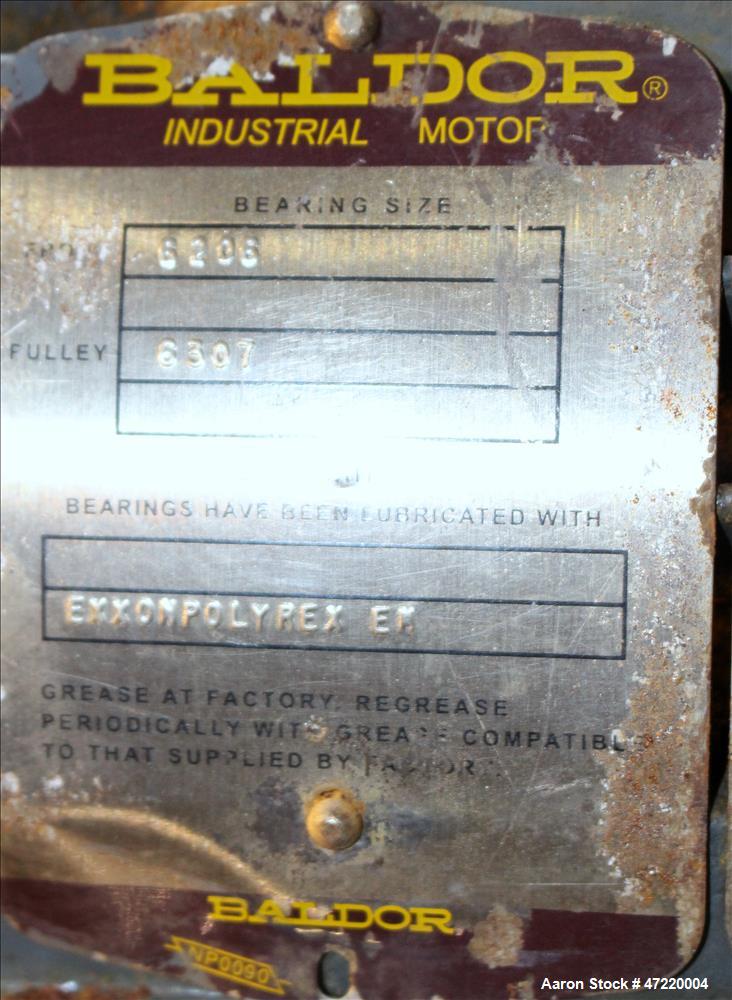 BALDOR®
INDUSTRIAL MOTOR
BEARING SIZE
6206
PULLEY 6307
BEARINGS HAVE BEEN LUBRICATED WITH
EXXONPOLYREX EM
GREASE AT FACTORY. REGREASE
PERIODICALLY WITH GREASE COMPATIBLE
TO THAT SUPPLIED BY FACTORY.
BALDOR
NP0090
Aaron Stock # 47220004